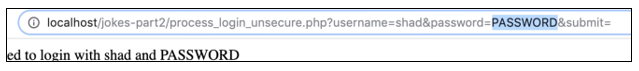 localhost/jokes-part2/process_login_unsecure.php?username=shad&password=PASSWORD&submit=
ed to login with shad and PASSWORD